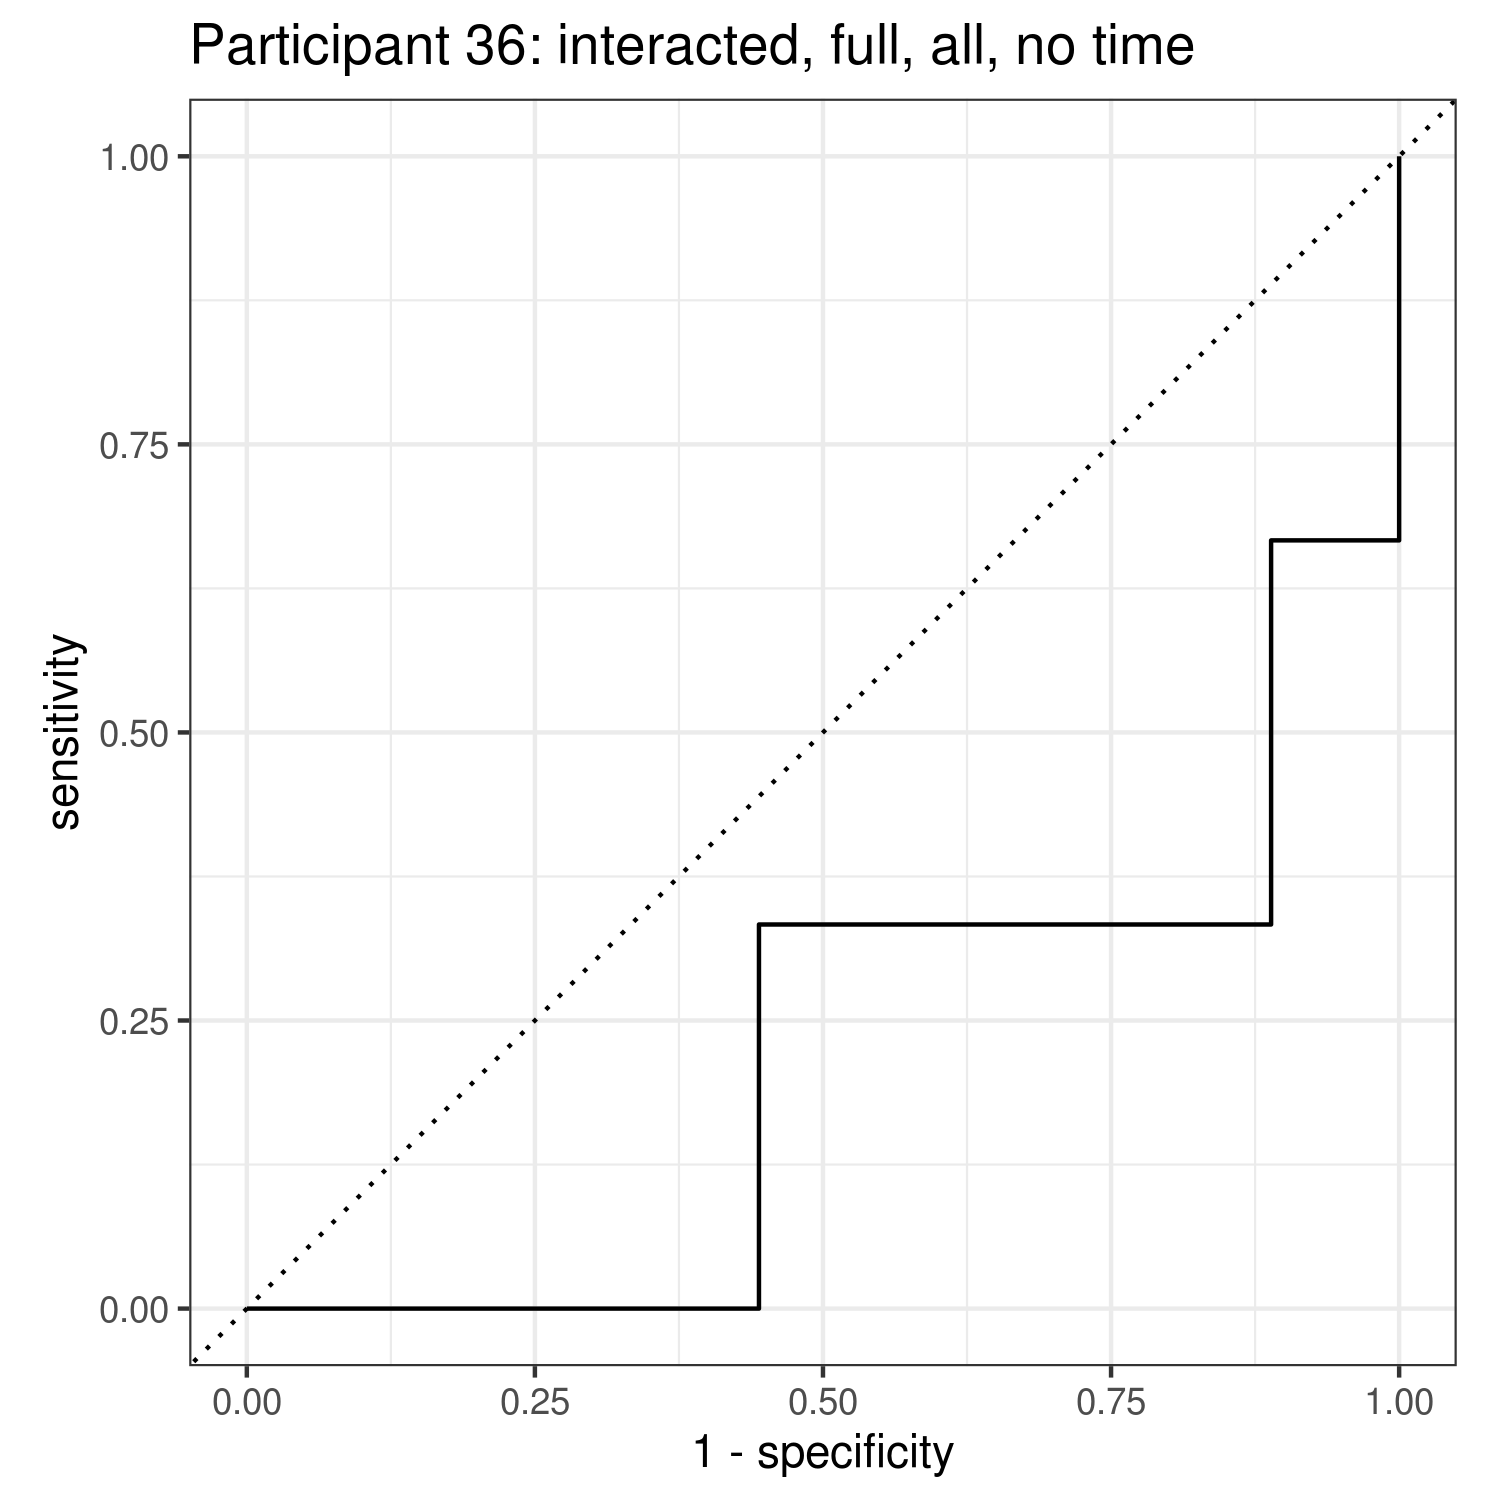 Participant 36: interacted, full, all, no time
1.00
0.75
0.50
0.25
0.00
sensitivity
0.00 0.25 0.50 0.75 1.00
1 - specificity